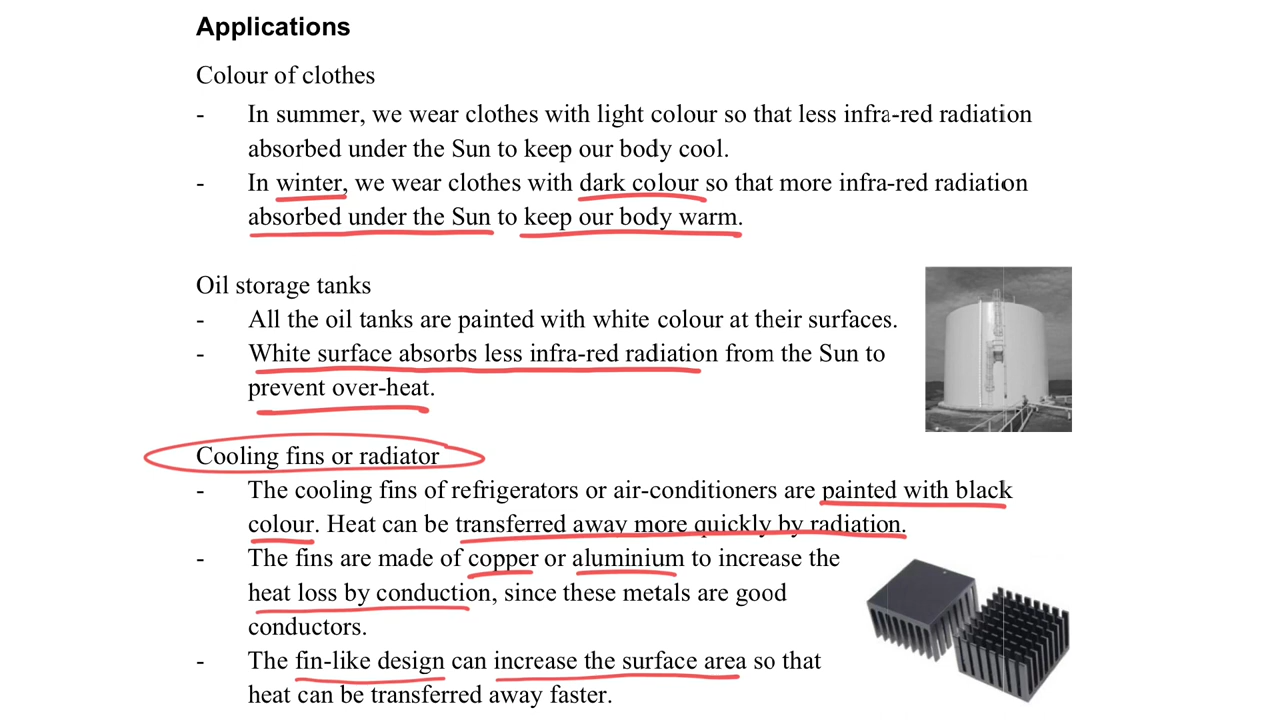 Applications
Colour of clothes
- In summer, we wear clothes with light colour so that less infra-red radiation
absorbed under the Sun to keep our body cool.
- In winter, we wear clothes with dark colour so that more infra-red radiation
absorbed under the Sun to keep our body warm.
Oil storage tanks
- All the oil tanks are painted with white colour at their surfaces.
- White surface absorbs less infra-red radiation from the Sun to
prevent over-heat.
Cooling fins or radiator
- The cooling fins of refrigerators or air-conditioners are painted with black
colour. Heat can be transferred away more quickly by radiation.
- The fins are made of copper or aluminium to increase the
heat loss by conduction, since these metals are good
conductors.
- The fin-like design can increase the surface area so that
heat can be transferred away faster.